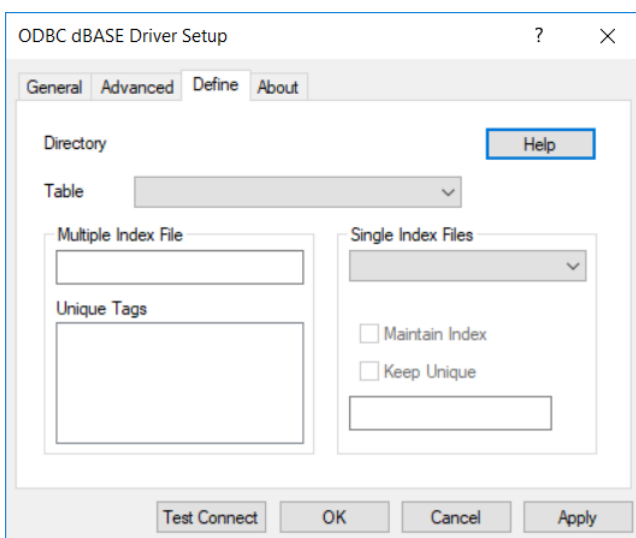 ODBC dBASE Driver Setup ?
General Advanced Define About
Directory Help
Table
Multiple Index File Single Index Files
Unique Tags
Maintain Index
Keep Unique
Test Connect OK Cancel Apply